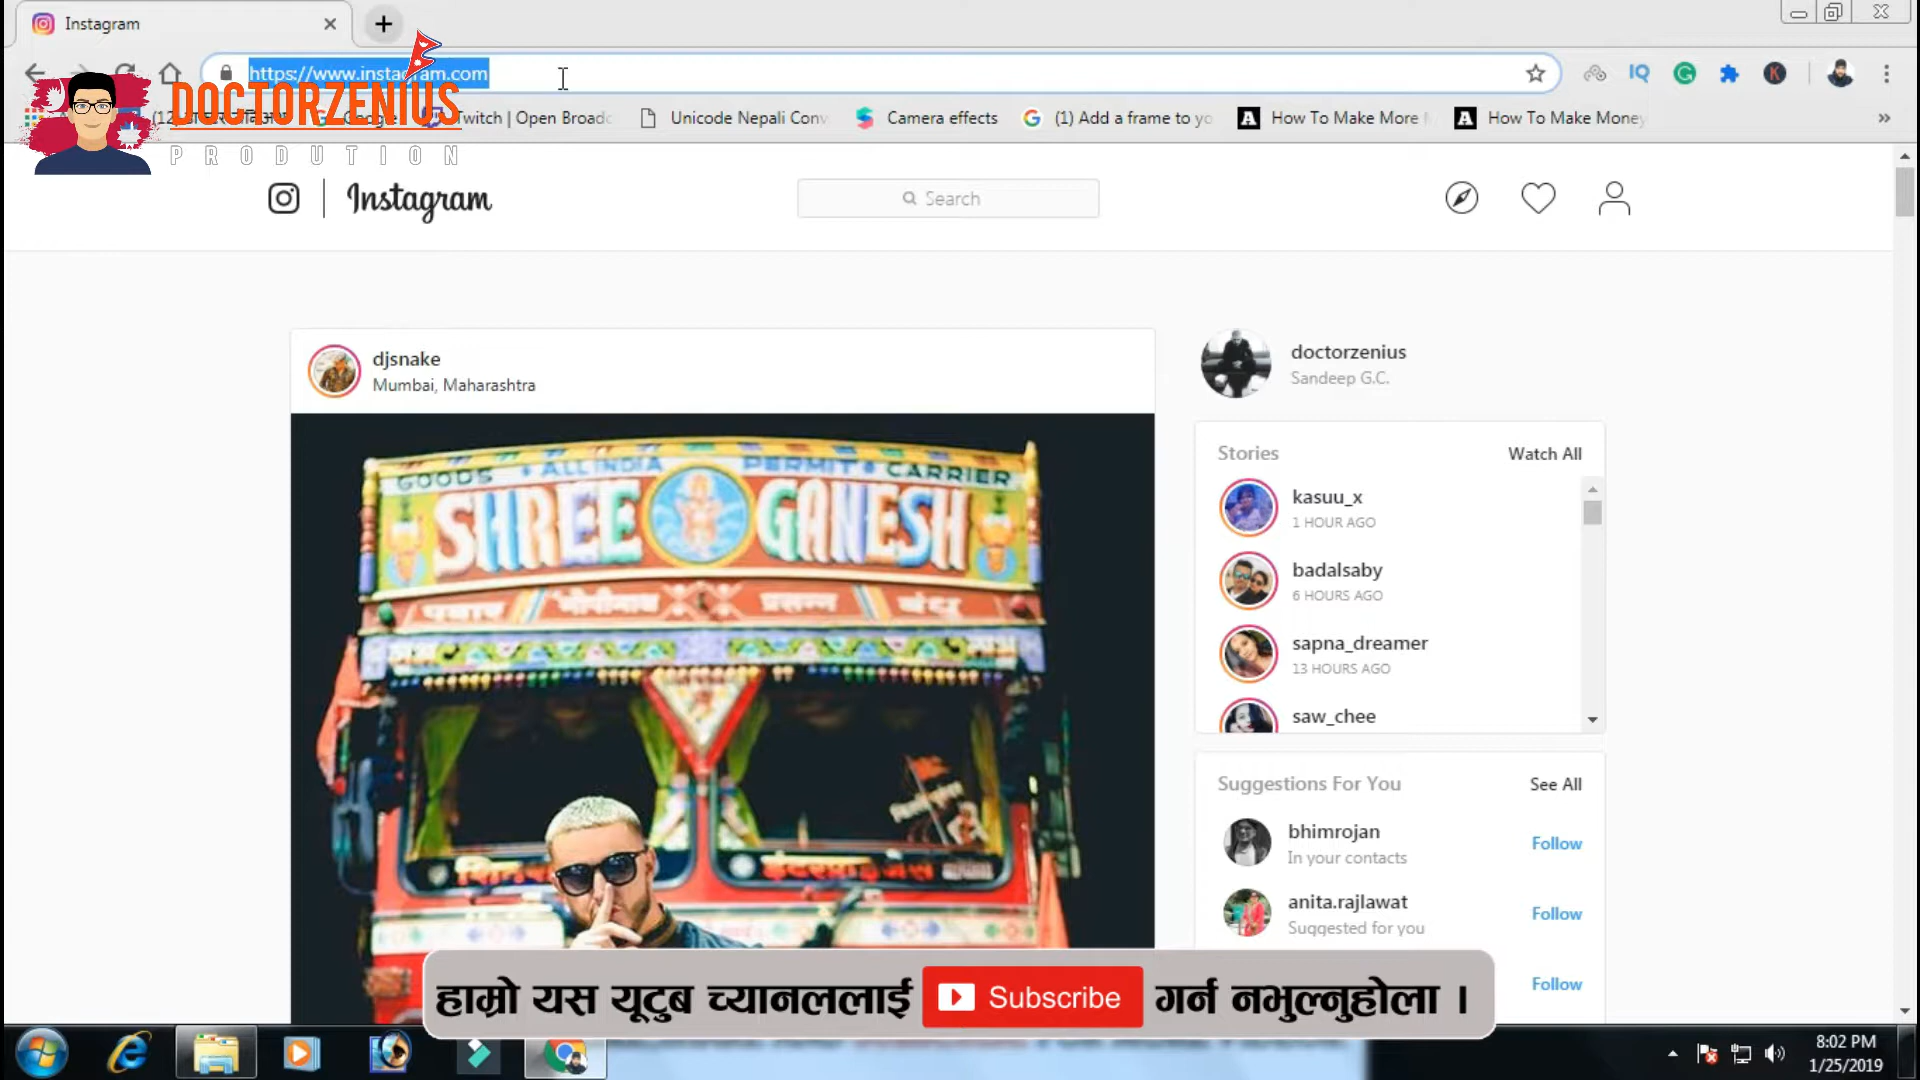 Instagram
https://www.instagram.com
DOCTORZENIUS
PRODUTION
Google
Twitch | Open Broadc
Unicode Nepali Conv
Camera effects
(1) Add a frame to yo
How To Make More
How To Make Money
Instagram
Search
djsnake
Mumbai, Maharashtra
doctorzenius
Sandeep G.C.
GOODS ALL INDIA PERMIT CARRIER
SHREE GANESH
Stories
Watch All
kasuu_x
1 HOUR AGO
badalsaby
6 HOURS AGO
sapna_dreamer
13 HOURS AGO
saw_chee
Suggestions For You
See All
bhimrojan
In your contacts
Follow
anita.rajlawat
Suggested for you
Follow
Follow
हाम्रो यस यूटुब च्यानललाई Subscribe गर्न नभुल्नुहोला ।
8:02 PM
1/25/2019